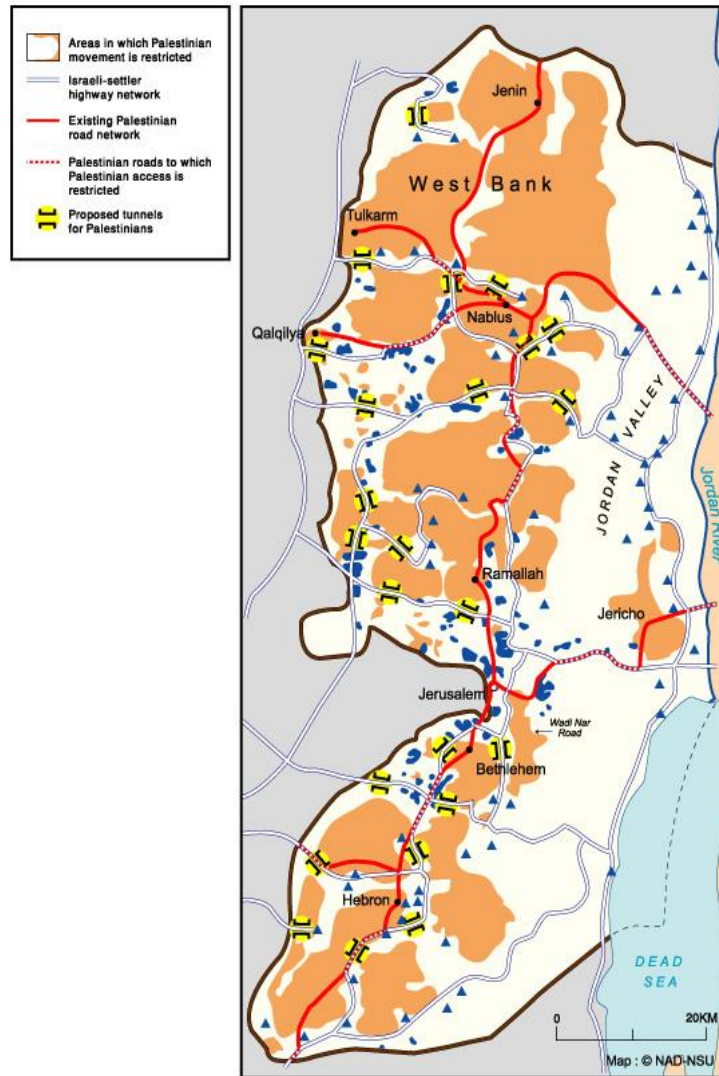 Areas in which Palestinian
movement is restricted
Israeli-settler
highway network
Existing Palestinian
road network
Palestinian roads to which
Palestinian access is
restricted
Proposed tunnels
for Palestinians
Jenin
West Bank
Tulkarm
Nablus
Qalqilya
JORDAN VALLEY
Jordan River
Ramallah
Jericho
Jerusalem
Wadi Nar
Road
Bethlehem
Hebron
DEAD
SEA
0 20KM
Map : © NAD-NSU